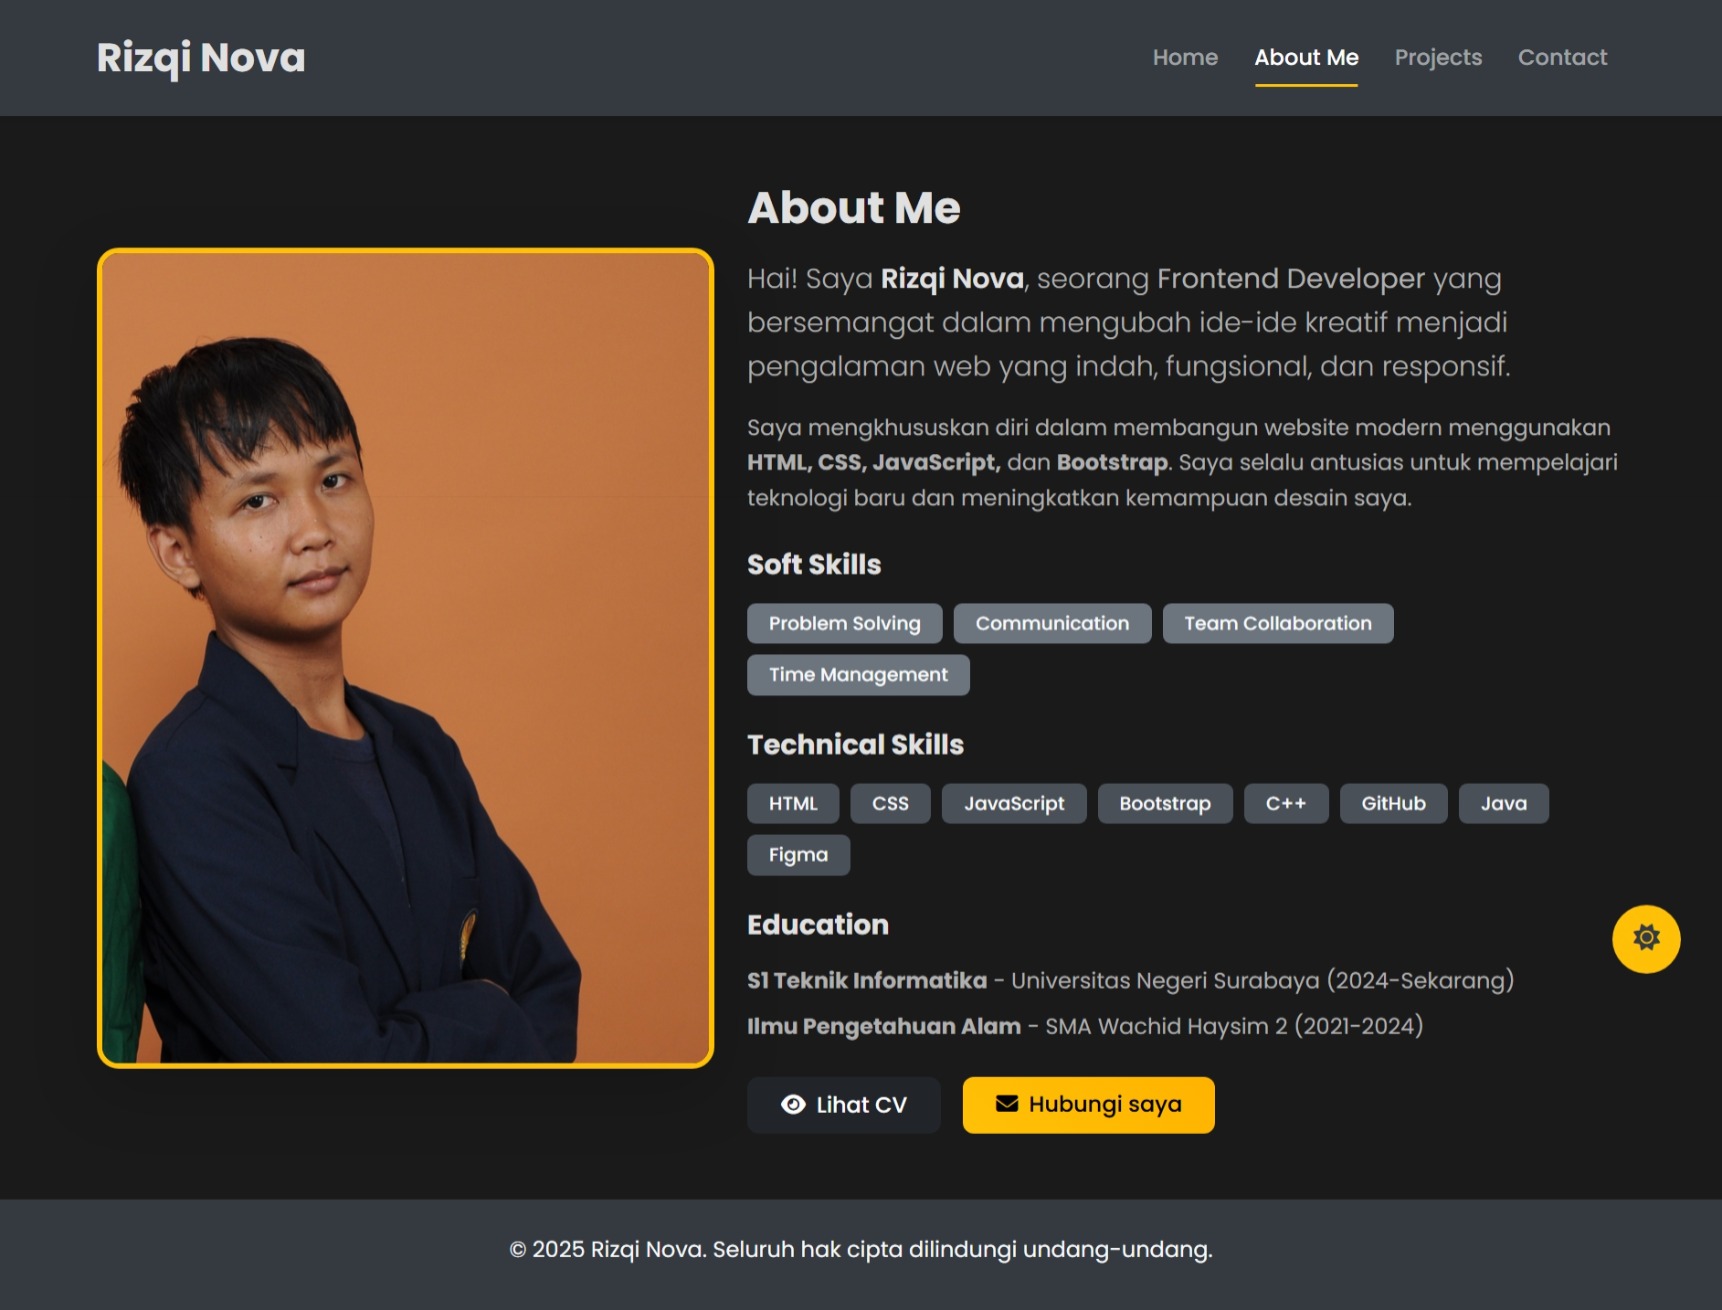 Rizqi Nova
Home About Me Projects Contact
About Me
Hai! Saya Rizqi Nova, seorang Frontend Developer yang
bersemangat dalam mengubah ide-ide kreatif menjadi
pengalaman web yang indah, fungsional, dan responsif.
Saya mengkhususkan diri dalam membangun website modern menggunakan
HTML, CSS, JavaScript, dan Bootstrap. Saya selalu antusias untuk mempelajari
teknologi baru dan meningkatkan kemampuan desain saya.
Soft Skills
Problem Solving Communication Team Collaboration
Time Management
Technical Skills
HTML CSS JavaScript Bootstrap C++ GitHub Java
Figma
Education
S1 Teknik Informatika - Universitas Negeri Surabaya (2024-Sekarang)
Ilmu Pengetahuan Alam - SMA Wachid Haysim 2 (2021-2024)
Lihat CV Hubungi saya
© 2025 Rizqi Nova. Seluruh hak cipta dilindungi undang-undang.